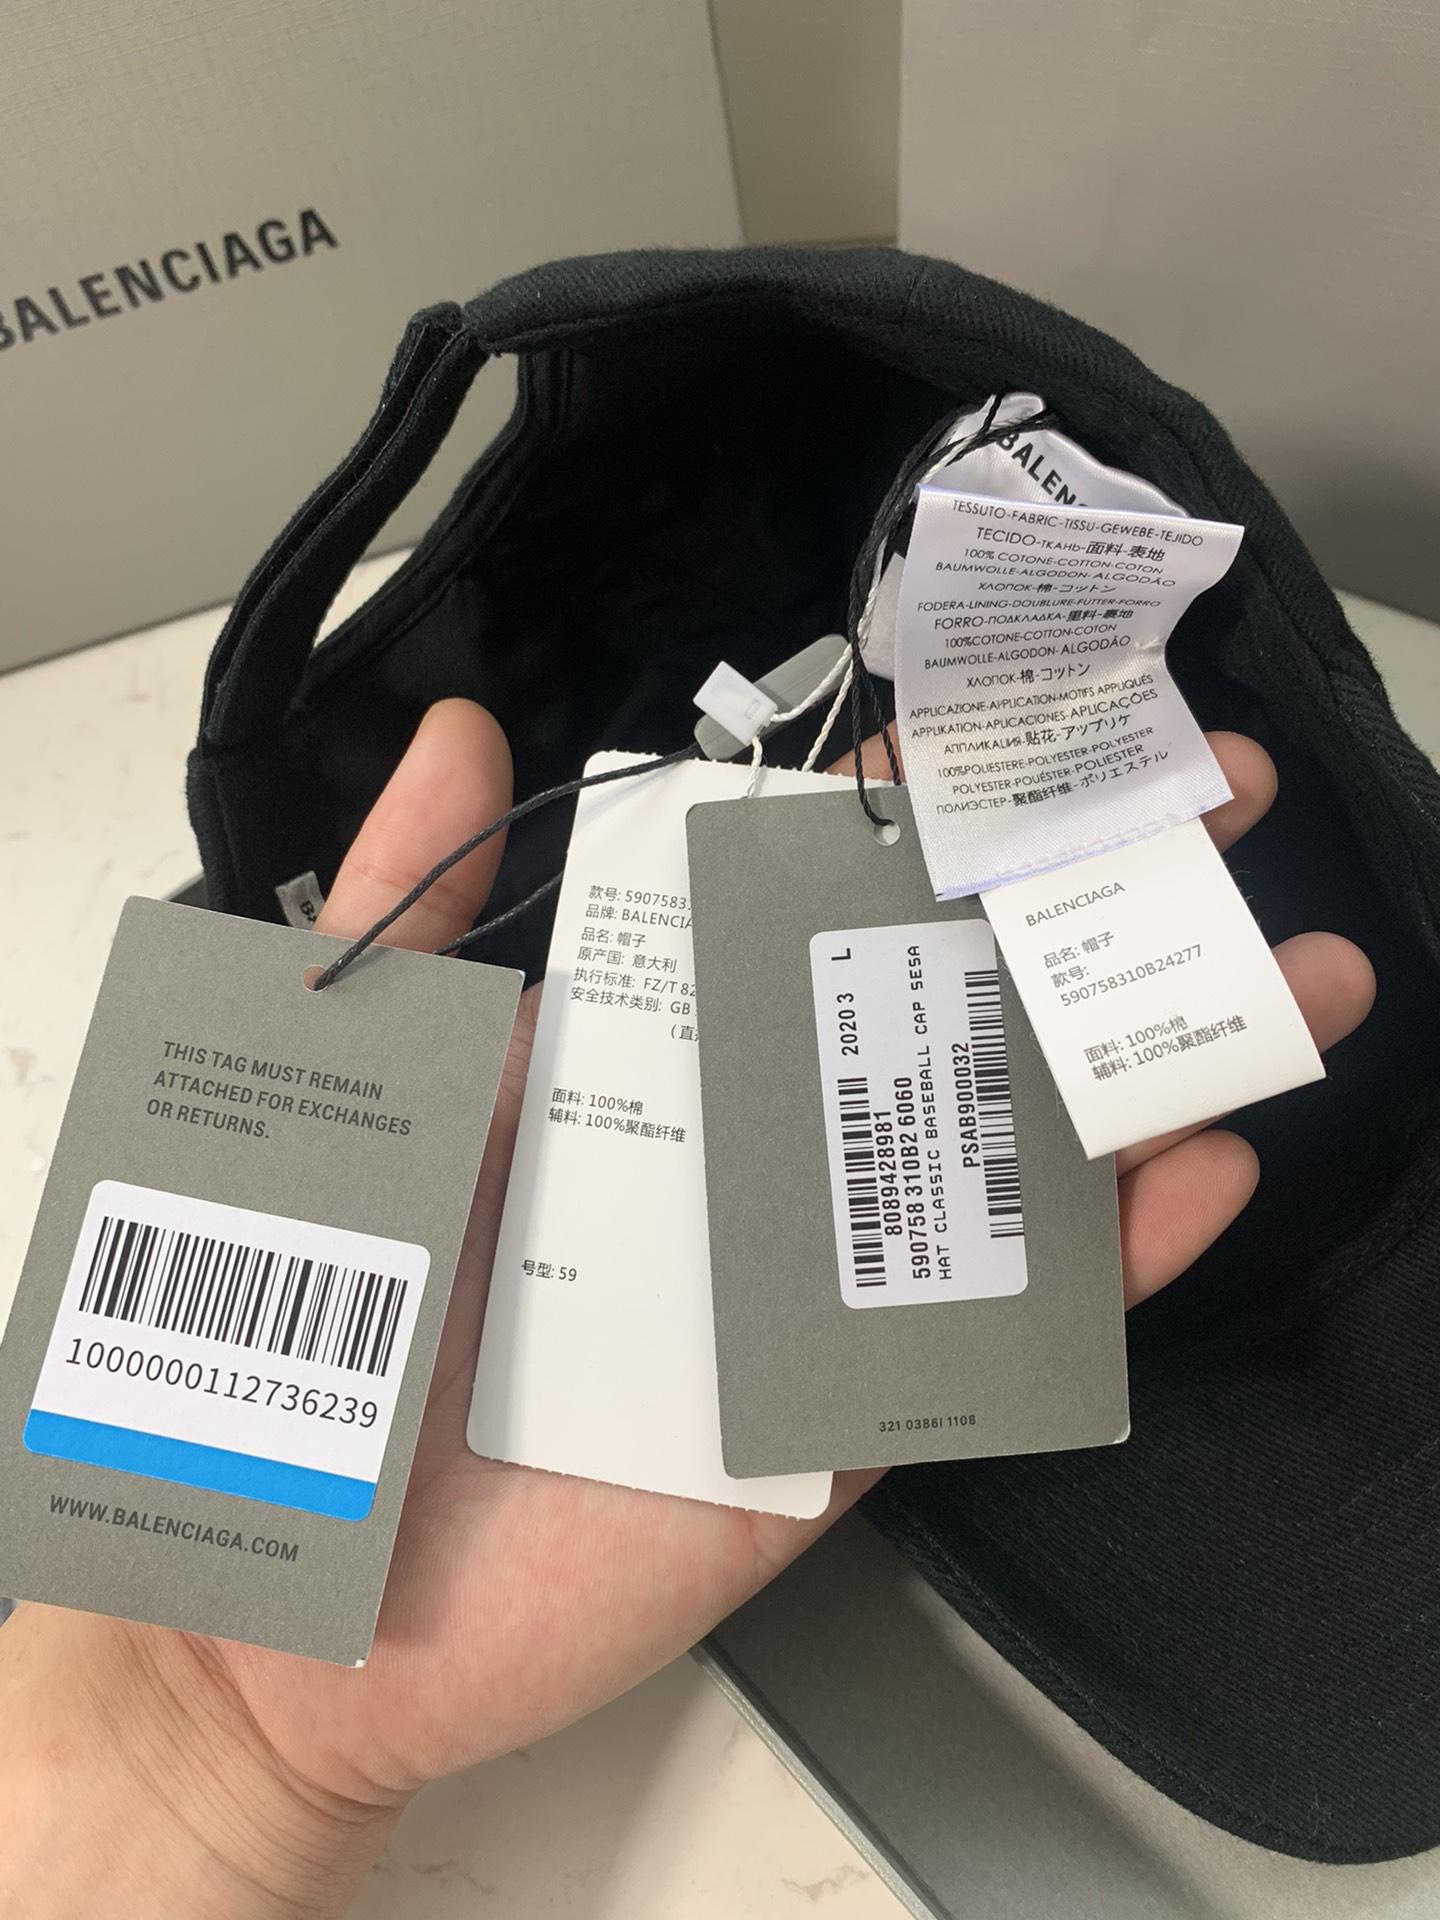 BALENCIAGA
BALENC
TESSUTO-FABRIC-TISSU-GEWEBE-TEJIDO
TECIDO-ТКАНЬ-面料-表地
100% COTONE-COTTON-COTON
BAUMWOLLE-ALGODON-ALGODÃO
ХЛОПОК-棉-コットン
FODERA-LINING-DOUBLURE-FUTTER-FORRO
FORRO-ПОДКЛАДКА-里料-裏地
100%COTONE-COTTON-COTON
BAUMWOLLE-ALGODON-ALGODÃO
ХЛОПОК-棉-コットン
APPLICAZIONE-APPLICATION-MOTIFS APPLIQUÉS
APPLIKATION-APLICACIONES-APLICAÇÕES
АППЛИКАЦИЯ-贴花-アップリケ
100%POLIESTERE-POLYESTER-POLYESTER
POLYESTER-POUÉSTER-POLIESTER
ПОЛИЭСТЕР-聚酯纤维-ポリエステル
BALENCIAGA
品名: 帽子
款号:
590758310B24277
面料: 100%棉
辅料: 100%聚酯纤维
款号: 5907583
品牌: BALENCIA
品名: 帽子
原产国: 意大利
执行标准: FZ/T 82
安全技术类别: GB
(直
面料: 100%棉
辅料: 100%聚酯纤维
号型: 59
2020 3 L
8089428981
590758 310B2 6060
HAT CLASSIC BASEBALL CAP SESA
PSAB900032
321 0386I 1108
THIS TAG MUST REMAIN
ATTACHED FOR EXCHANGES
OR RETURNS.
1000000112736239
WWW.BALENCIAGA.COM